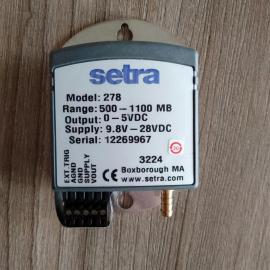 setra
Model: 278
Range: 500 – 1100 MB
Output: 0 – 5VDC
Supply: 9.8V – 28VDC
Serial: 12269967
3224
Boxborough MA
CE www.setra.com
EXT. TRIG
AGND
GND
SUPPLY
VOUT